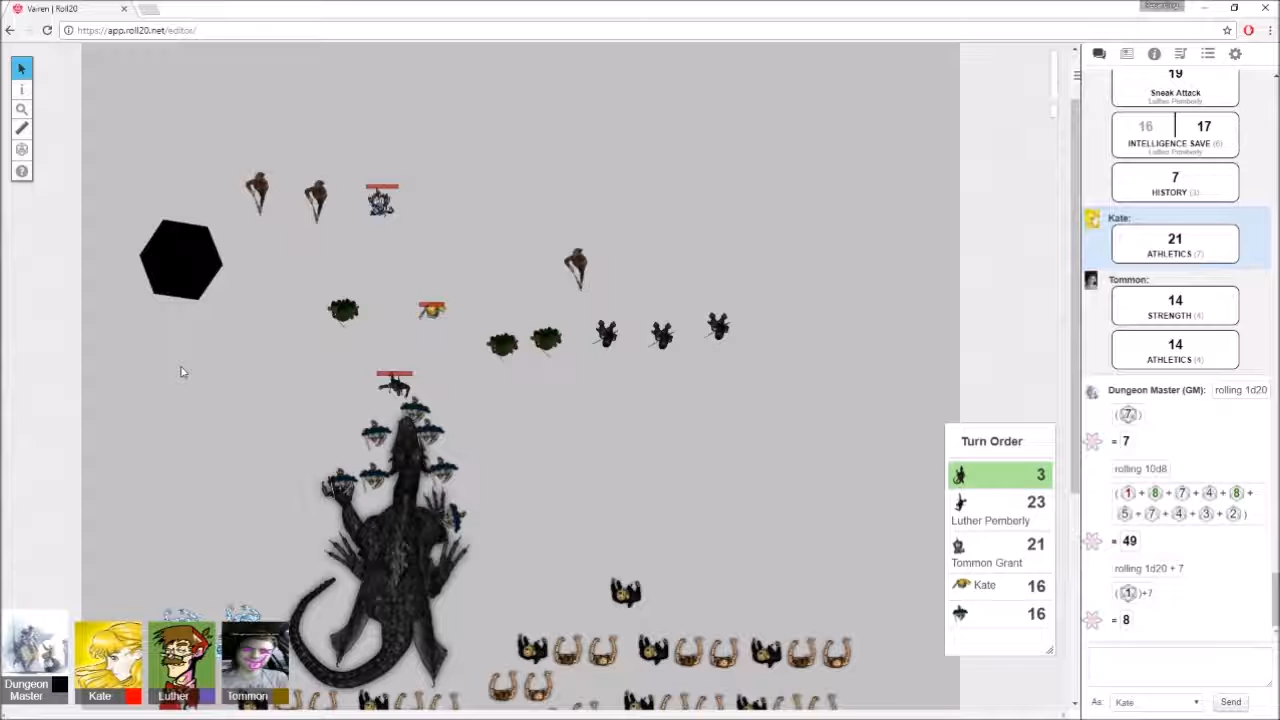 Vairen | Roll20
https://app.roll20.net/editor/
19
Sneak Attack
Luther Pemberly
16 17
INTELLIGENCE SAVE (6)
Luther Pemberly
7
HISTORY (3)
Kate:
21
ATHLETICS (7)
Tommon:
14
STRENGTH (4)
14
ATHLETICS (4)
Dungeon Master (GM): rolling 1d20
(7)
= 7
rolling 10d8
(1 + 8 + 7 + 4 + 8 +
5 + 7 + 4 + 3 + 2)
= 49
rolling 1d20 + 7
(1)+7
= 8
As: Kate Send
Turn Order
3
23
Luther Pemberly
21
Tommon Grant
Kate 16
16
Dungeon
Master
Kate
Luther
Tommon